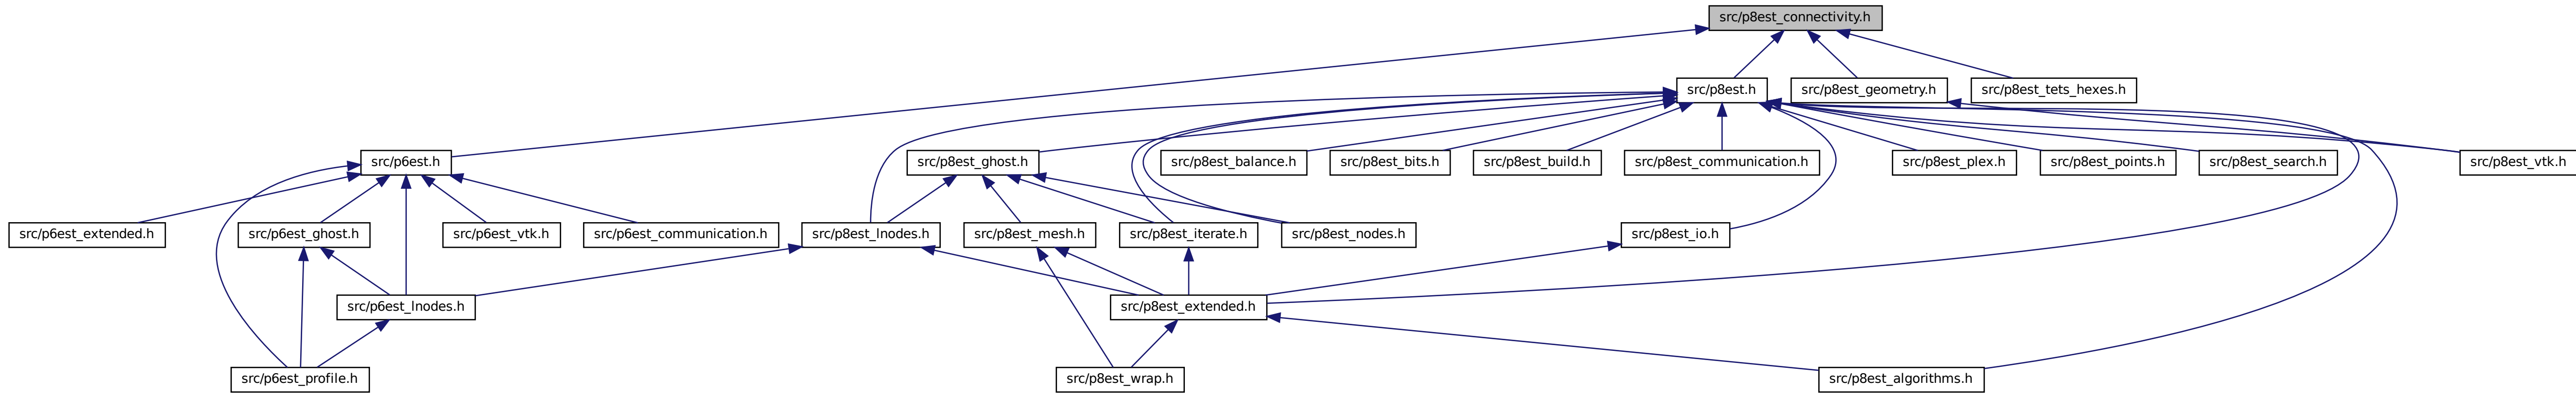 src/p8est_connectivity.h
src/p8est.h
src/p8est_geometry.h
src/p8est_tets_hexes.h
src/p6est.h
src/p8est_ghost.h
src/p8est_balance.h
src/p8est_bits.h
src/p8est_build.h
src/p8est_communication.h
src/p8est_plex.h
src/p8est_points.h
src/p8est_search.h
src/p8est_vtk.h
src/p6est_extended.h
src/p6est_ghost.h
src/p6est_vtk.h
src/p6est_communication.h
src/p8est_lnodes.h
src/p8est_mesh.h
src/p8est_iterate.h
src/p8est_nodes.h
src/p8est_io.h
src/p6est_lnodes.h
src/p8est_extended.h
src/p6est_profile.h
src/p8est_wrap.h
src/p8est_algorithms.h